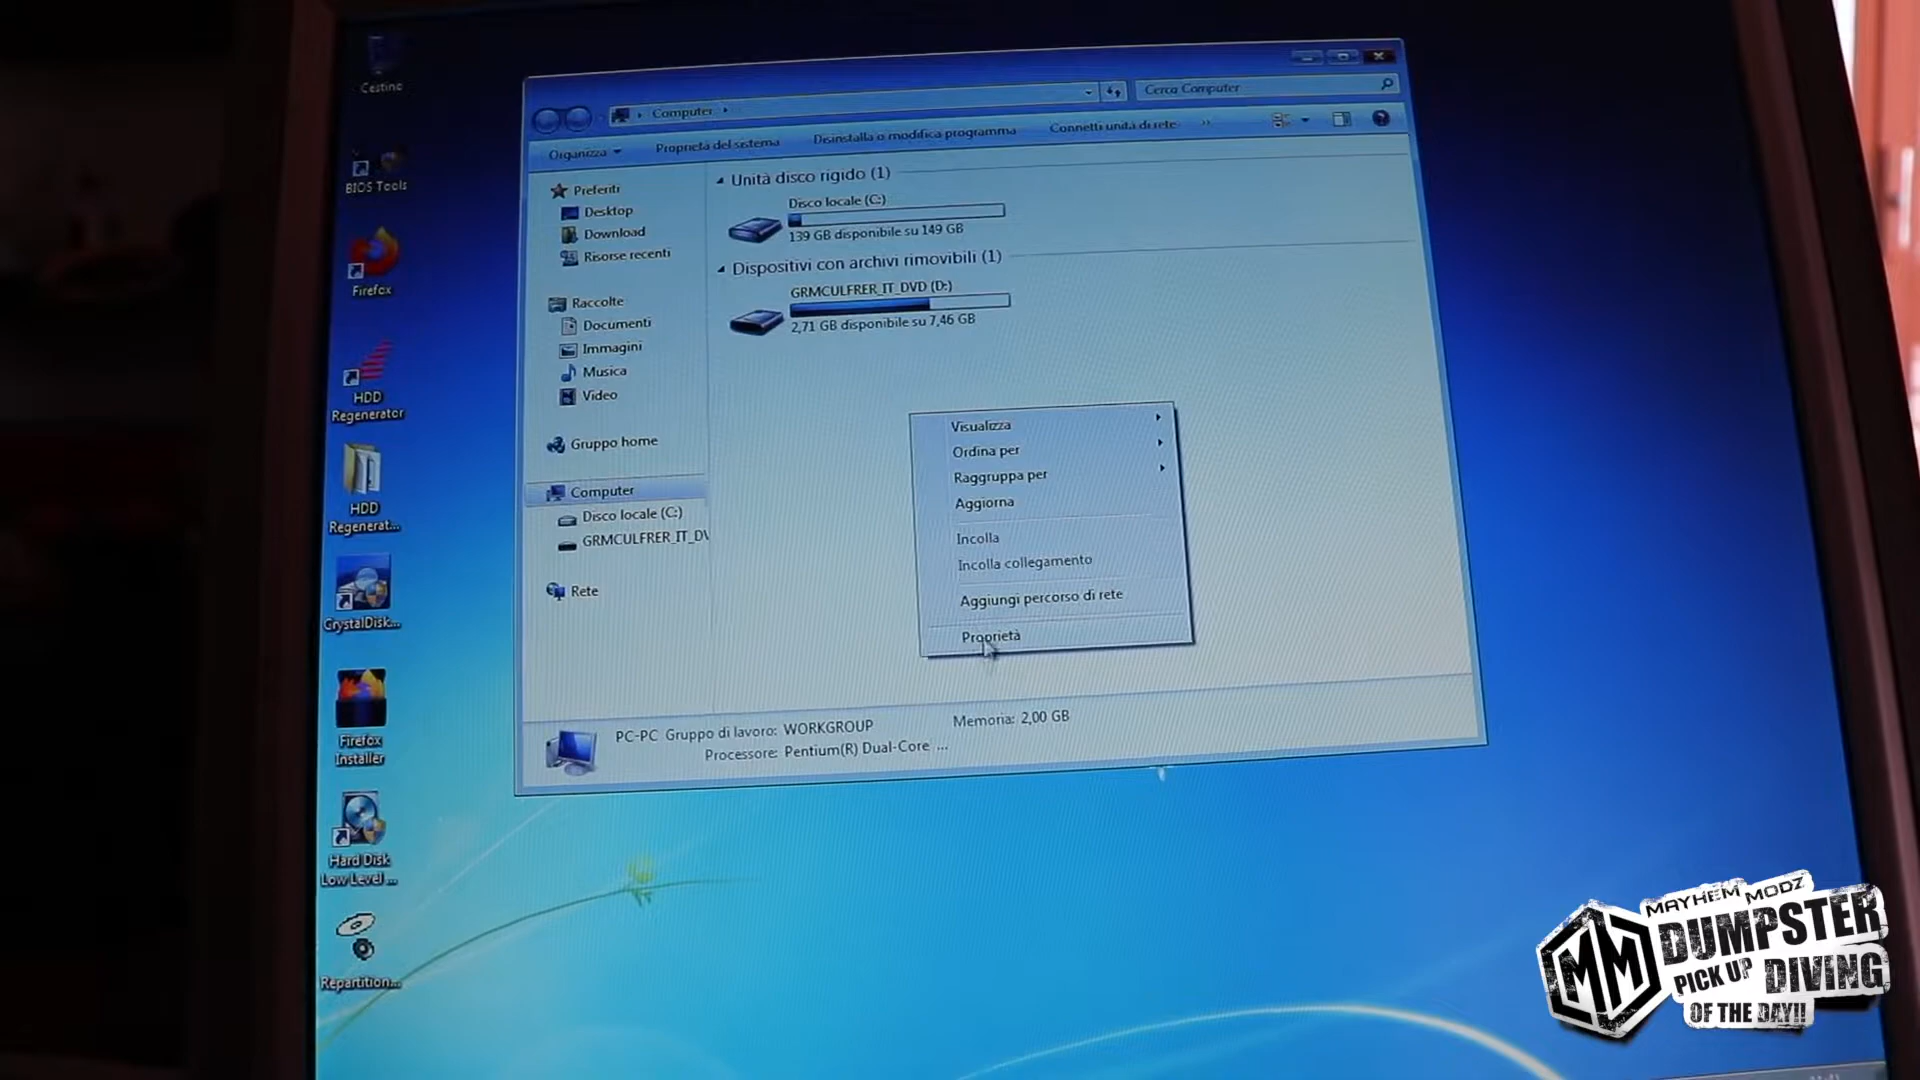 Cestino
BIOS Tools
Firefox
HDD
Regenerator
HDD
Regenerat...
CrystalDisk...
Firefox
Installer
Hard Disk
Low Level ...
Repartition...
Computer
Cerca Computer
Organizza
Proprietà del sistema
Disinstalla o modifica programma
Connetti unità di rete
»
Preferiti
Desktop
Download
Risorse recenti
Raccolte
Documenti
Immagini
Musica
Video
Gruppo home
Computer
Disco locale (C:)
GRMCULFRER_IT_DV
Rete
Unità disco rigido (1)
Disco locale (C:)
139 GB disponibile su 149 GB
Dispositivi con archivi rimovibili (1)
GRMCULFRER_IT_DVD (D:)
2,71 GB disponibile su 7,46 GB
Visualizza
Ordina per
Raggruppa per
Aggiorna
Incolla
Incolla collegamento
Aggiungi percorso di rete
Proprietà
PC-PC Gruppo di lavoro: WORKGROUP Memoria: 2,00 GB
Processore: Pentium(R) Dual-Core ...
MM
MAYHEM MODZ
DUMPSTER
PICK UP DIVING
OF THE DAY!!